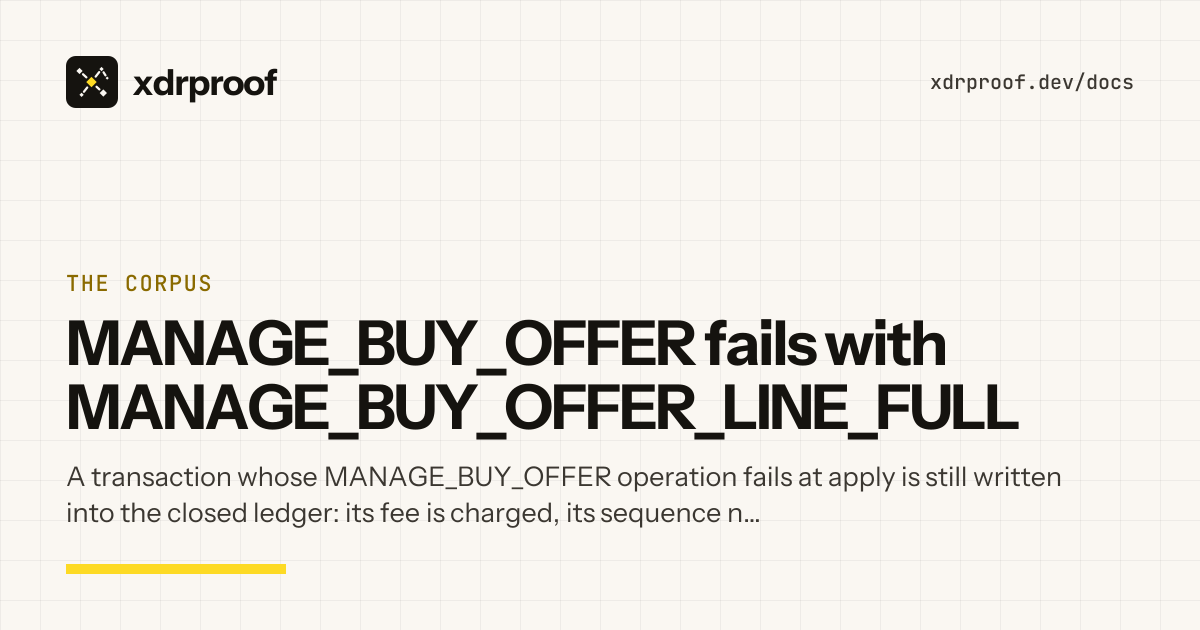 xdrproof
xdrproof.dev/docs
THE CORPUS
MANAGE_BUY_OFFER fails with
MANAGE_BUY_OFFER_LINE_FULL
A transaction whose MANAGE_BUY_OFFER operation fails at apply is still written
into the closed ledger: its fee is charged, its sequence n…